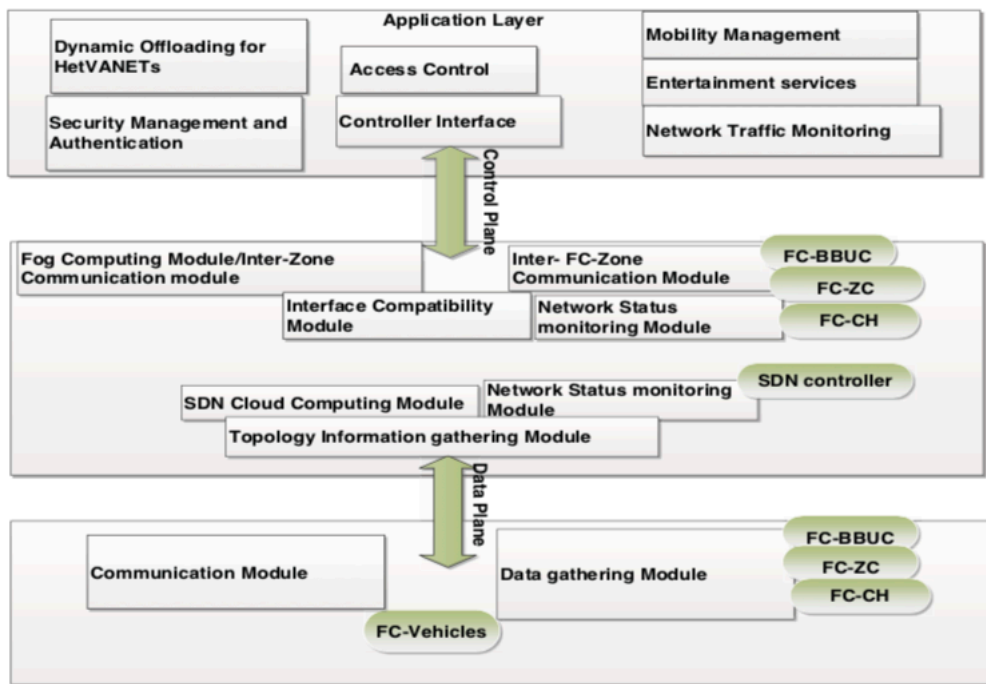 Application Layer
Dynamic Offloading for
HetVANETs
Security Management and
Authentication
Access Control
Controller Interface
Mobility Management
Entertainment services
Network Traffic Monitoring
Control Plane
Fog Computing Module/Inter-Zone
Communication module
Inter- FC-Zone
Communication Module
FC-BBUC
FC-ZC
FC-CH
Interface Compatibility
Module
Network Status
monitoring Module
SDN controller
SDN Cloud Computing Module
Network Status monitoring
Module
Topology Information gathering Module
Data Plane
Communication Module
Data gathering Module
FC-BBUC
FC-ZC
FC-CH
FC-Vehicles